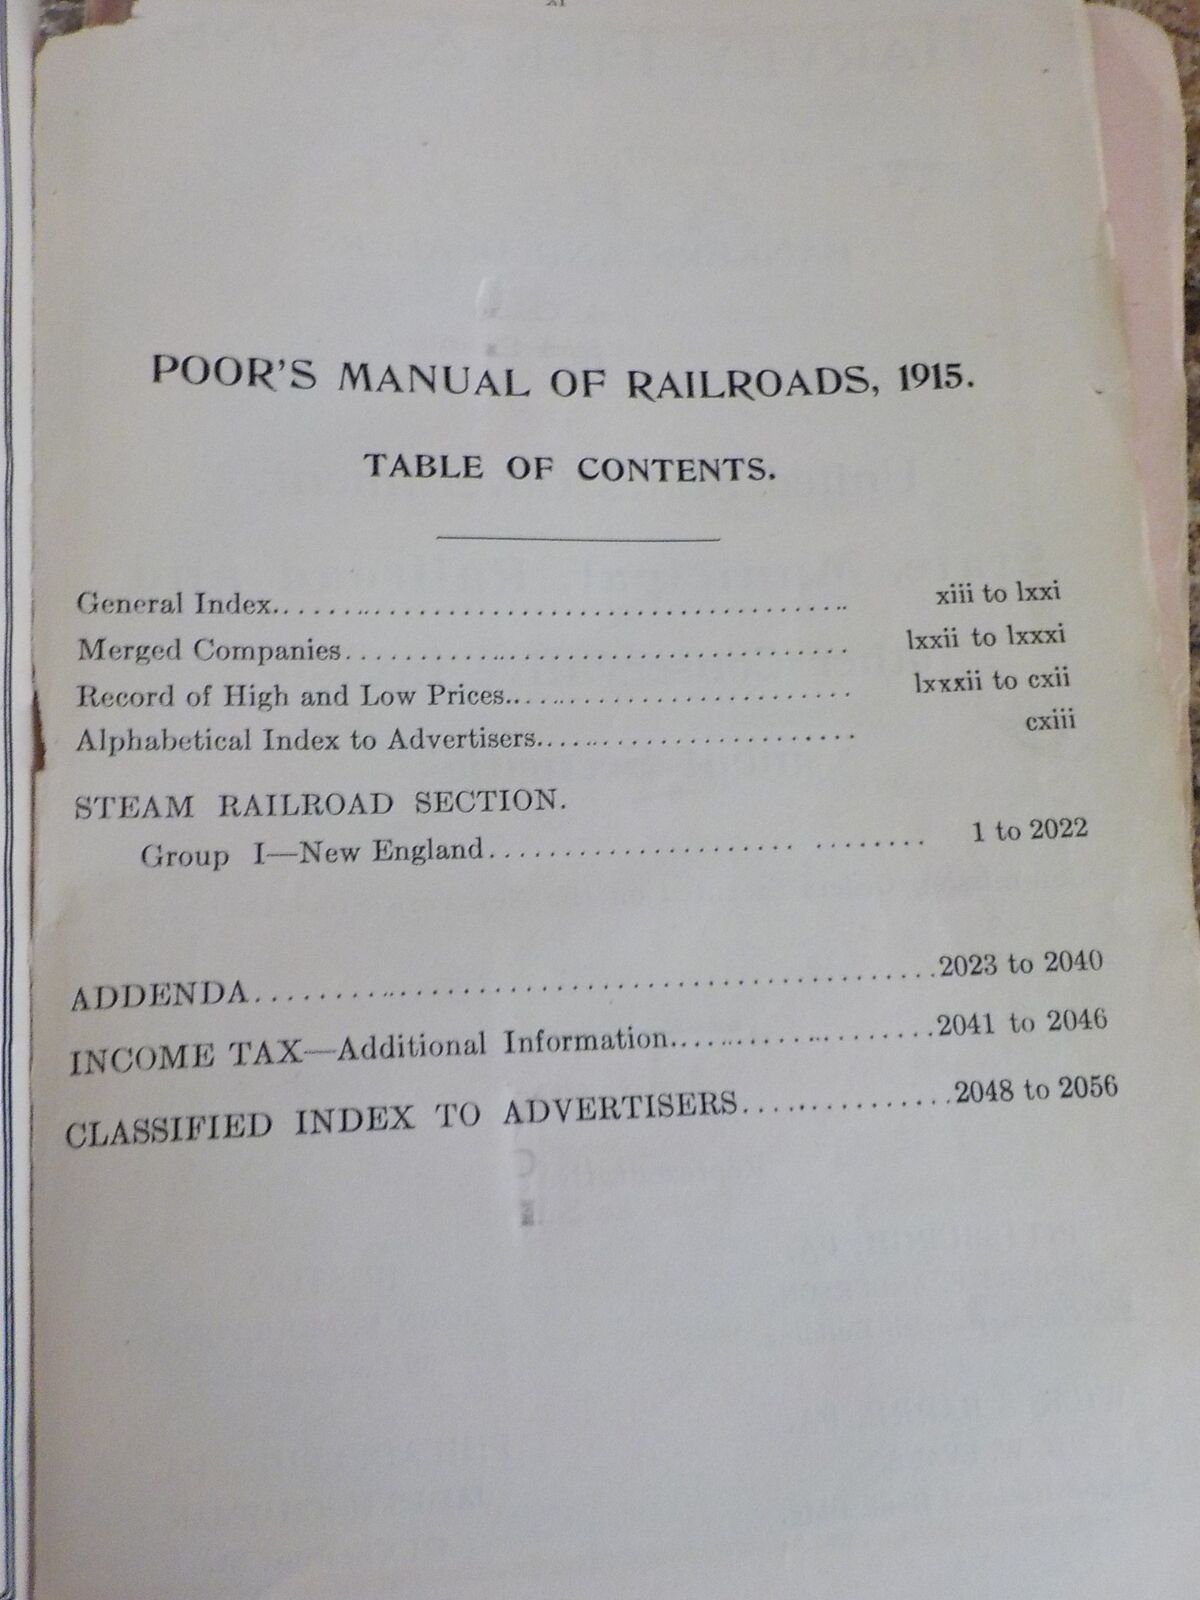 xi
POOR'S MANUAL OF RAILROADS, 1915.
TABLE OF CONTENTS.
General Index........................................ xiii to lxxi
Merged Companies.................................. lxxii to lxxxi
Record of High and Low Prices........................ lxxxii to cxii
Alphabetical Index to Advertisers...................... cxiii
STEAM RAILROAD SECTION.
Group I—New England..................... ........ 1 to 2022
ADDENDA............................................2023 to 2040
INCOME TAX—Additional Information..................2041 to 2046
CLASSIFIED INDEX TO ADVERTISERS...............2048 to 2056